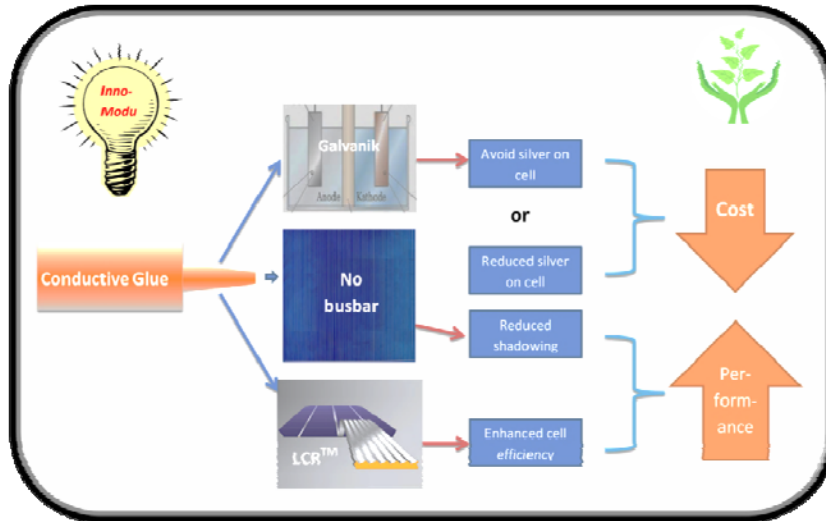 Inno-
Modu
Conductive Glue
Galvanik
Anode Kathode
No
busbar
LCR™
Avoid silver on
cell
or
Reduced silver
on cell
Reduced
shadowing
Enhanced cell
efficiency
Cost
Per-
form-
ance